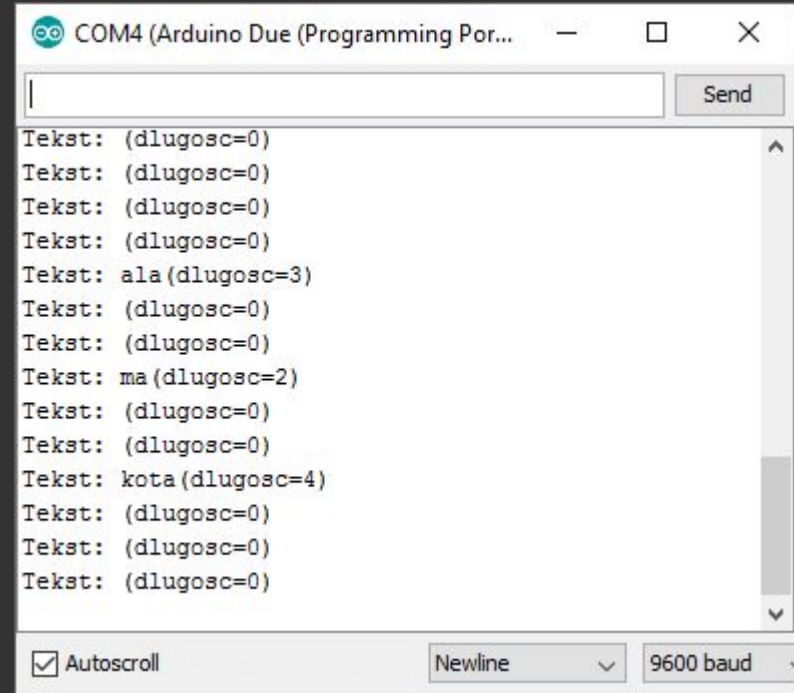 COM4 (Arduino Due (Programming Por...
Send
Tekst: (dlugosc=0)
Tekst: (dlugosc=0)
Tekst: (dlugosc=0)
Tekst: (dlugosc=0)
Tekst: ala(dlugosc=3)
Tekst: (dlugosc=0)
Tekst: (dlugosc=0)
Tekst: ma(dlugosc=2)
Tekst: (dlugosc=0)
Tekst: (dlugosc=0)
Tekst: kota(dlugosc=4)
Tekst: (dlugosc=0)
Tekst: (dlugosc=0)
Tekst: (dlugosc=0)
Autoscroll Newline 9600 baud